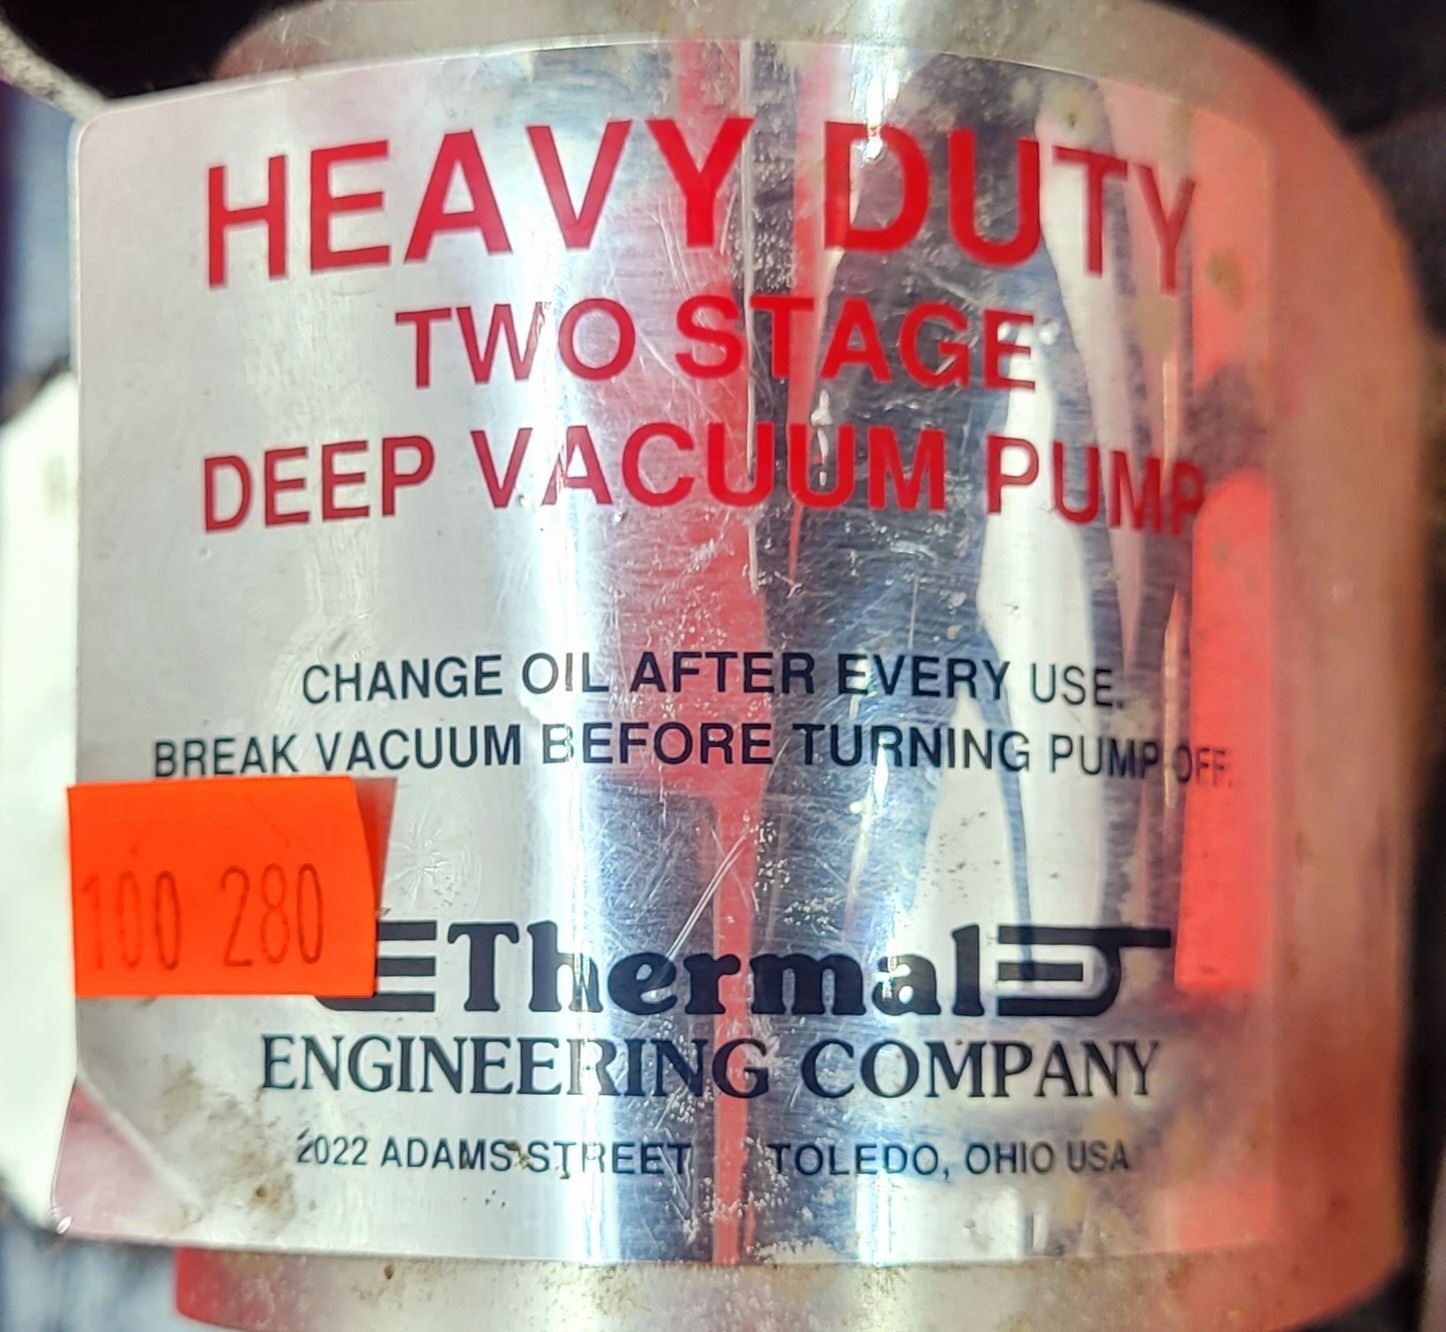 HEAVY DUTY
TWO STAGE
DEEP VACUUM PUMP
CHANGE OIL AFTER EVERY USE.
BREAK VACUUM BEFORE TURNING PUMP OFF.
100 280
Thermal
ENGINEERING COMPANY
2022 ADAMS STREET TOLEDO, OHIO USA